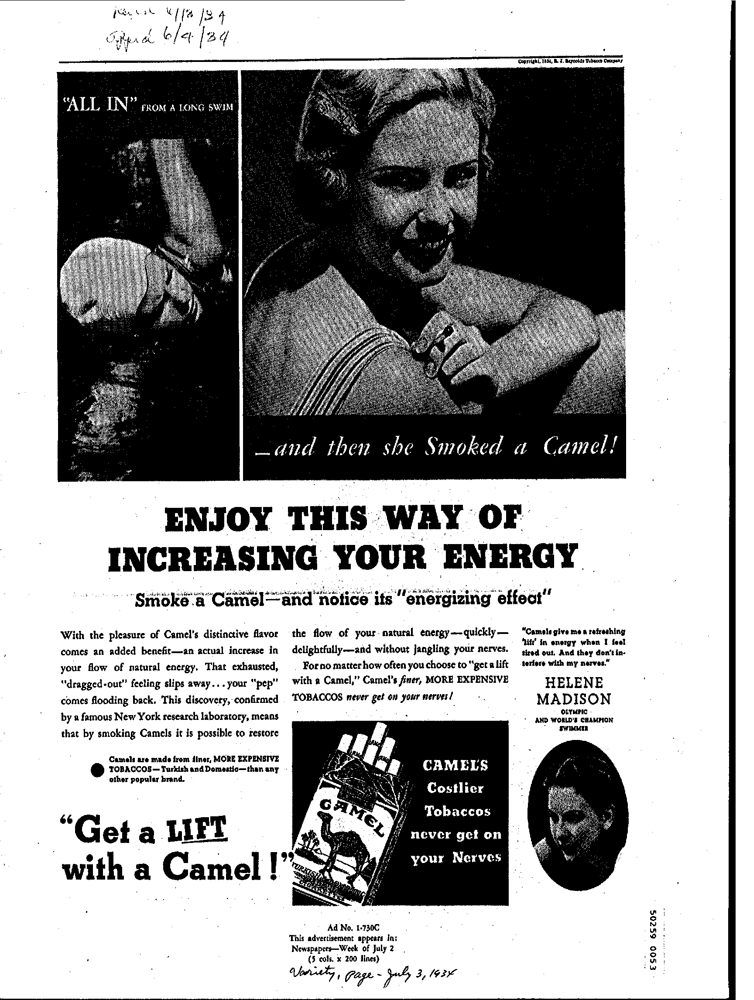 4/18/34
6/4/34
Copyright, 1934, R. J. Reynolds Tobacco Company
"ALL IN" FROM A LONG SWIM
—and then she Smoked a Camel!
ENJOY THIS WAY OF
INCREASING YOUR ENERGY
Smoke a Camel—and notice its "energizing effect"
With the pleasure of Camel's distinctive flavor
comes an added benefit—an actual increase in
your flow of natural energy. That exhausted,
"dragged-out" feeling slips away...your "pep"
comes flooding back. This discovery, confirmed
by a famous New York research laboratory, means
that by smoking Camels it is possible to restore
the flow of your natural energy—quickly—
delightfully—and without jangling your nerves.
For no matter how often you choose to "get a lift
with a Camel," Camel's finer, MORE EXPENSIVE
TOBACCOS never get on your nerves!
"Camels give me a refreshing
'lift' in energy when I feel
tired out. And they don't in-
terfere with my nerves."
HELENE
MADISON
OLYMPIC
AND WORLD'S CHAMPION
SWIMMER
Camels are made from finer, MORE EXPENSIVE
TOBACCOS—Turkish and Domestic—than any
other popular brand.
"Get a LIFT
with a Camel!"
CAMEL
CAMEL'S
Costlier
Tobaccos
never get on
your Nerves
Ad No. 1-730C
This advertisement appears in:
Newspapers—Week of July 2
(5 cols. x 200 lines)
Variety, page - July 3, 1934
50259 0053